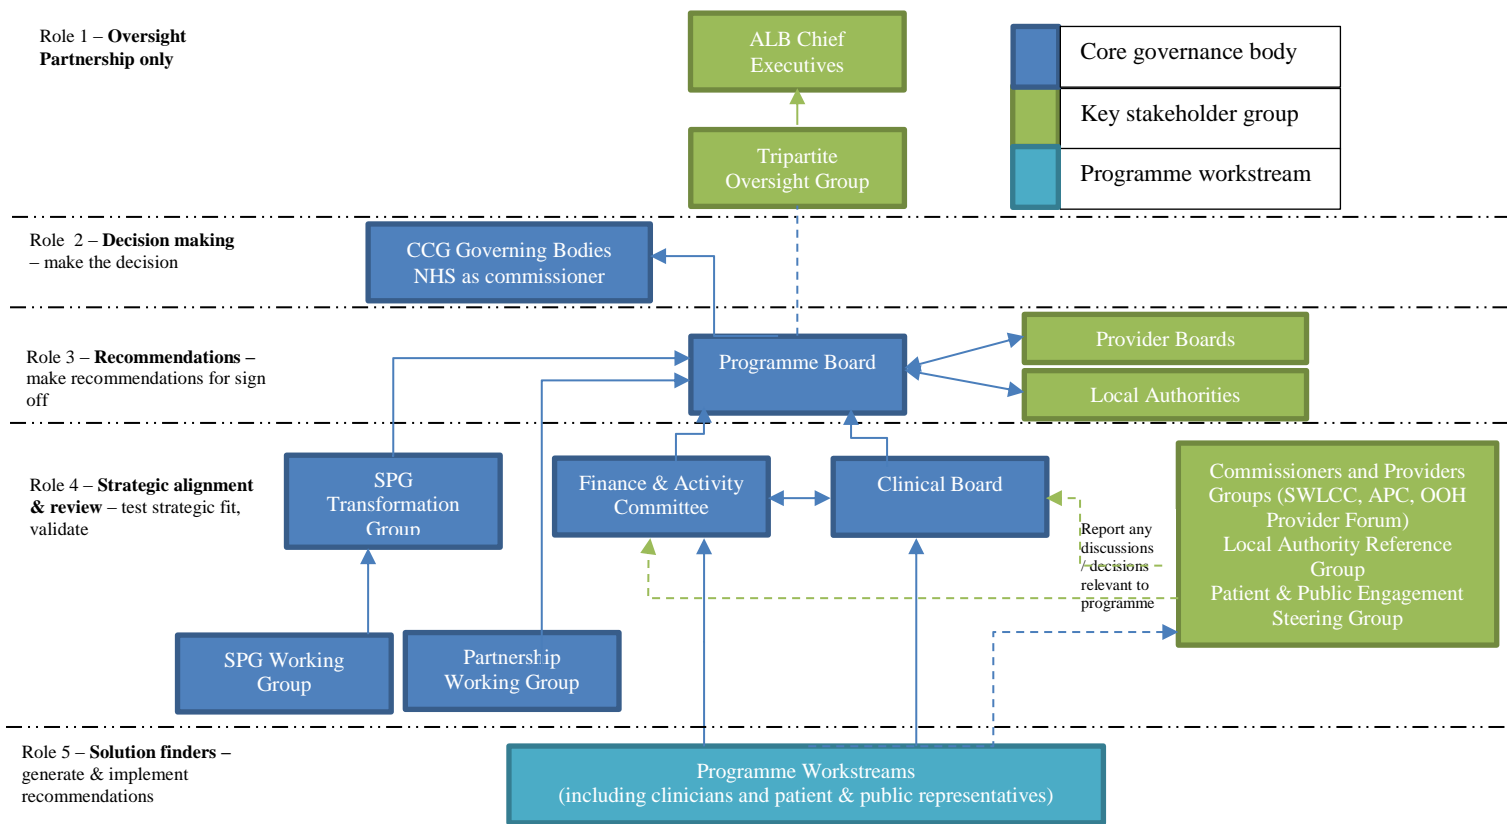 Role 1 – Oversight
Partnership only
ALB Chief
Executives
Tripartite
Oversight Group
Core governance body
Key stakeholder group
Programme workstream
Role 2 – Decision making
– make the decision
CCG Governing Bodies
NHS as commissioner
Role 3 – Recommendations –
make recommendations for sign
off
Programme Board
Provider Boards
Local Authorities
Role 4 – Strategic alignment
& review – test strategic fit,
validate
SPG
Transformation
Group
Finance & Activity
Committee
Clinical Board
Report any
discussions
/ decisions
relevant to
programme
Commissioners and Providers
Groups (SWLCC, APC, OOH
Provider Forum)
Local Authority Reference
Group
Patient & Public Engagement
Steering Group
SPG Working
Group
Partnership
Working Group
Role 5 – Solution finders –
generate & implement
recommendations
Programme Workstreams
(including clinicians and patient & public representatives)